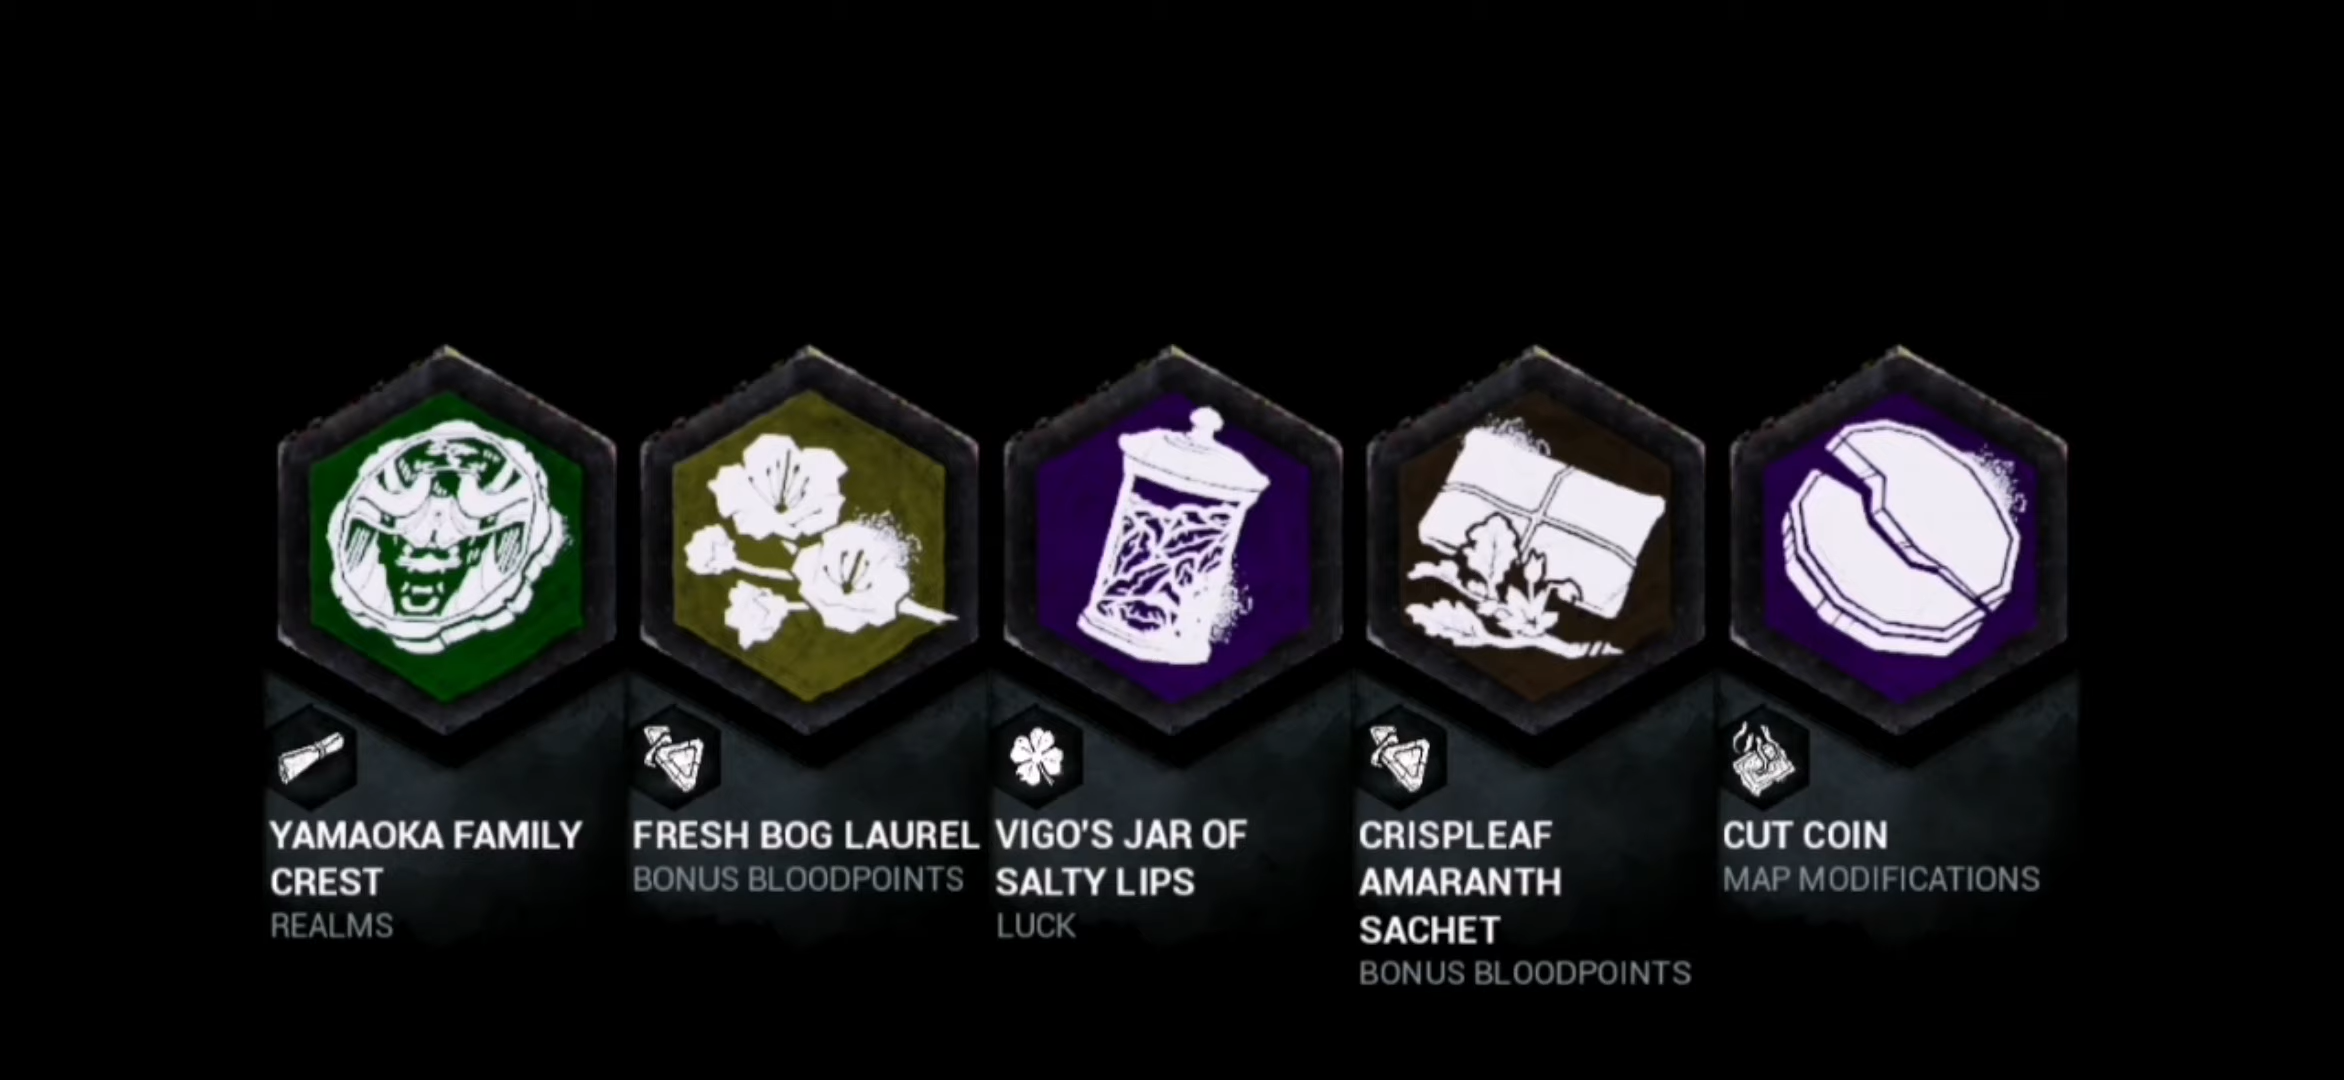 YAMAOKA FAMILY
CREST
REALMS
FRESH BOG LAUREL
BONUS BLOODPOINTS
VIGO'S JAR OF
SALTY LIPS
LUCK
CRISPLEAF
AMARANTH
SACHET
BONUS BLOODPOINTS
CUT COIN
MAP MODIFICATIONS